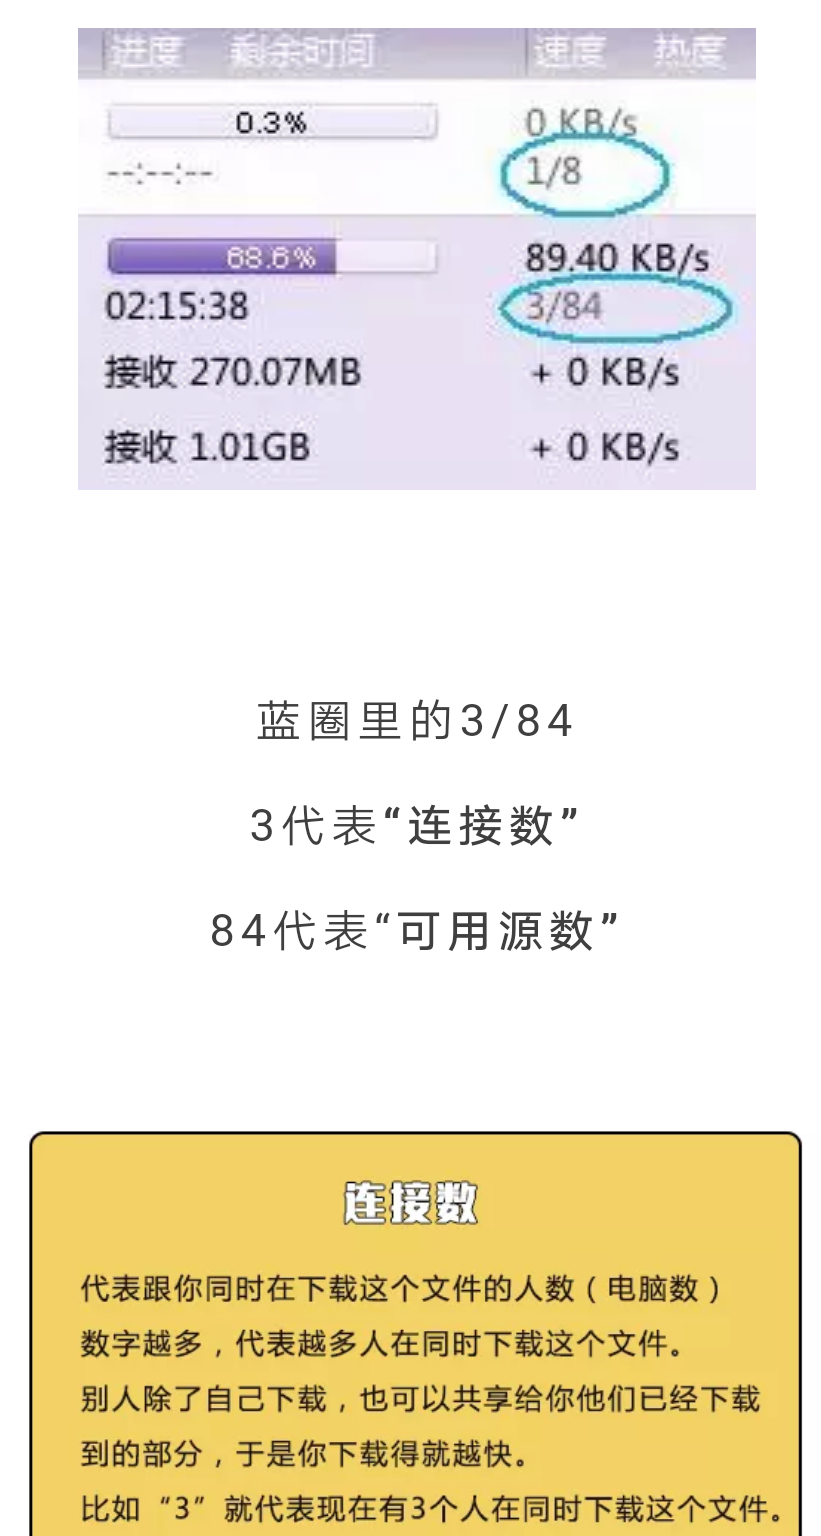 进度 剩余时间 速度 热度
0.3% 0 KB/s
--:--:-- 1/8
68.6% 89.40 KB/s
02:15:38 3/84
接收 270.07MB + 0 KB/s
接收 1.01GB + 0 KB/s
蓝圈里的3/84
3代表“连接数”
84代表“可用源数”
连接数
代表跟你同时在下载这个文件的人数（电脑数）
数字越多，代表越多人在同时下载这个文件。
别人除了自己下载，也可以共享给你他们已经下载
到的部分，于是你下载得就越快。
比如“3”就代表现在有3个人在同时下载这个文件。